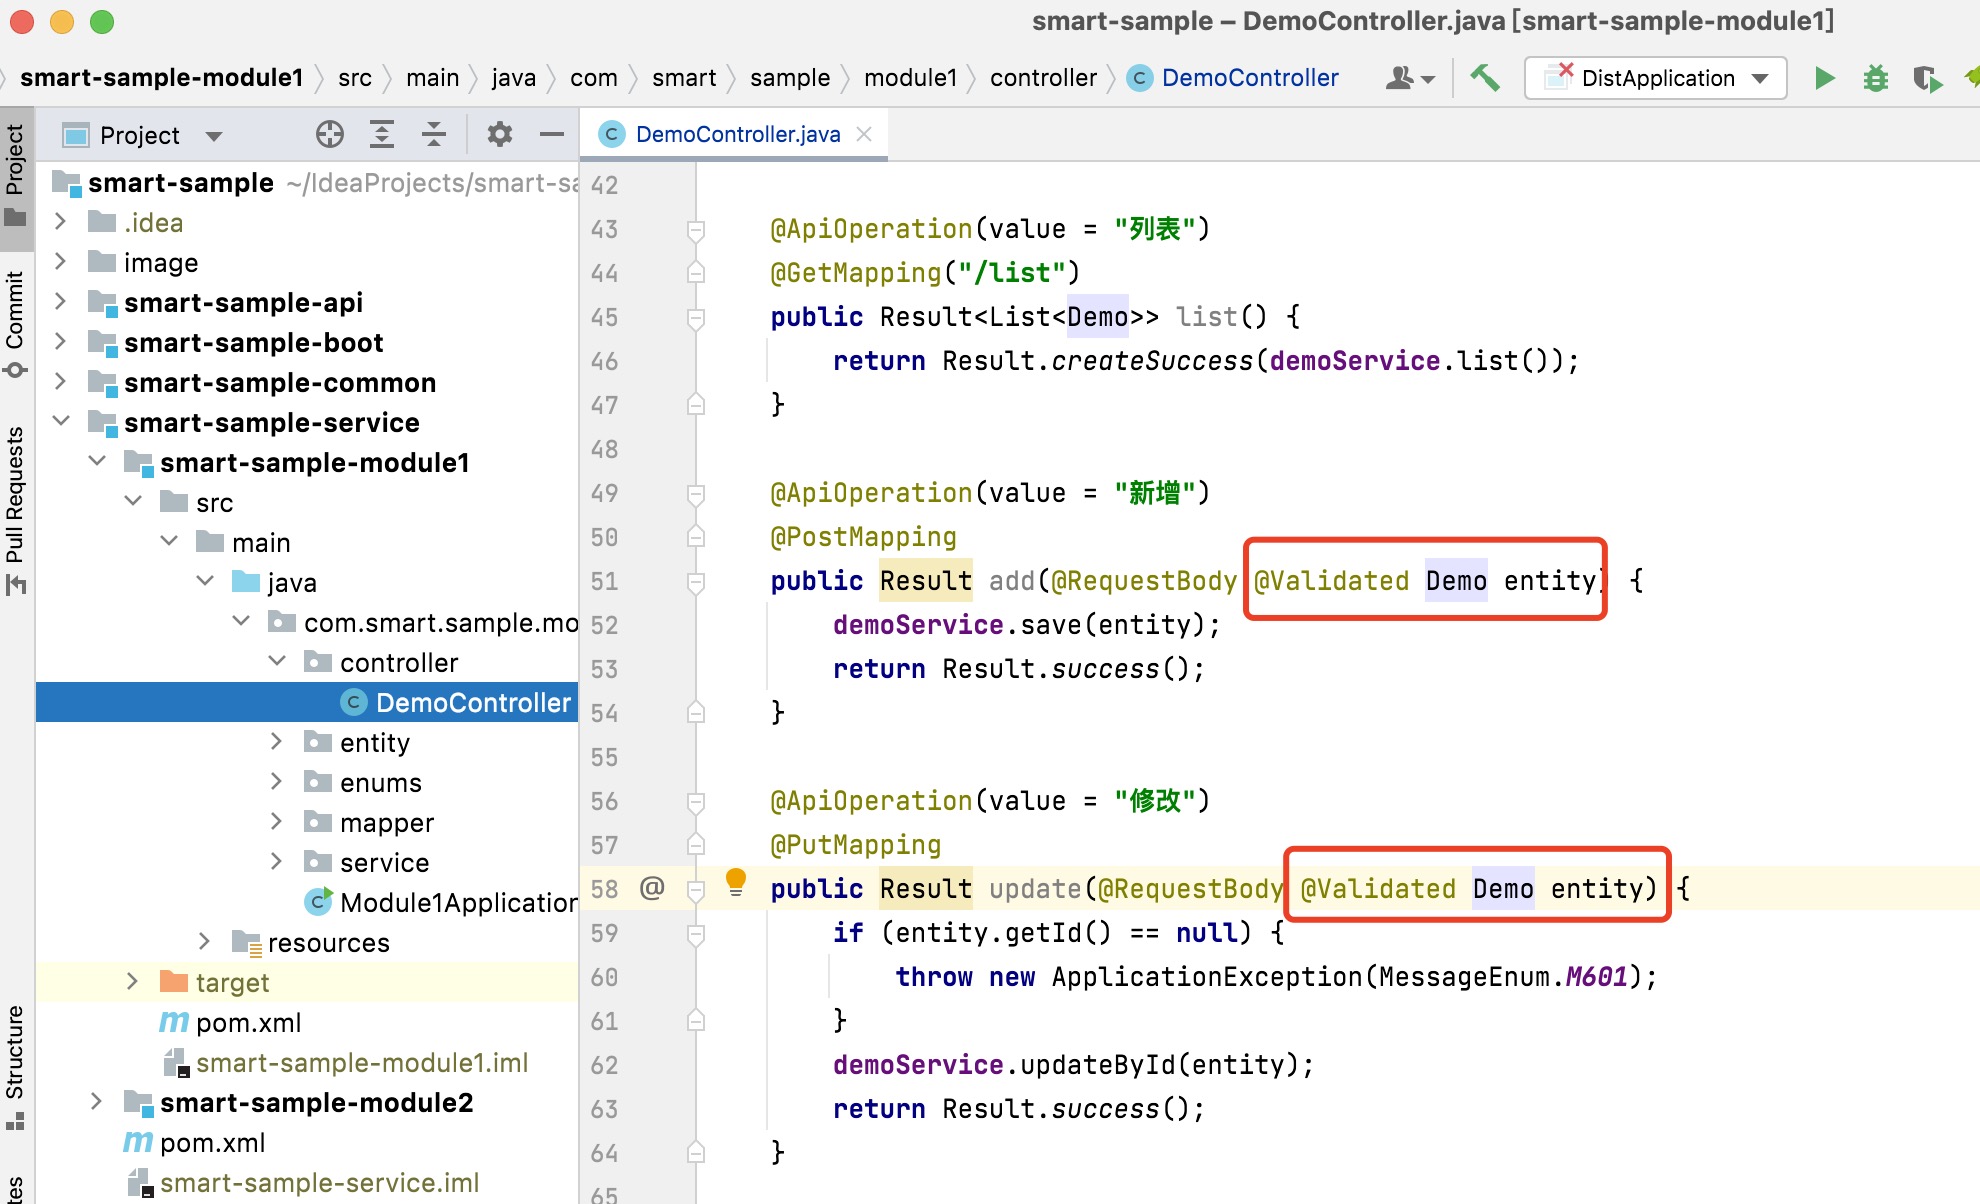 smart-sample – DemoController.java [smart-sample-module1]
smart-sample-module1 src main java com smart sample module1 controller DemoController DistApplication
Project
DemoController.java
Project
Commit
Pull Requests
Structure
smart-sample ~/IdeaProjects/smart-sa
.idea
image
smart-sample-api
smart-sample-boot
smart-sample-common
smart-sample-service
smart-sample-module1
src
main
java
com.smart.sample.mo
controller
DemoController
entity
enums
mapper
service
Module1Application
resources
target
pom.xml
smart-sample-module1.iml
smart-sample-module2
pom.xml
smart-sample-service.iml
42
43 @ApiOperation(value = "列表")
44 @GetMapping("/list")
45 public Result<List<Demo>> list() {
46 return Result.createSuccess(demoService.list());
47 }
48
49 @ApiOperation(value = "新增")
50 @PostMapping
51 public Result add(@RequestBody @Validated Demo entity) {
52 demoService.save(entity);
53 return Result.success();
54 }
55
56 @ApiOperation(value = "修改")
57 @PutMapping
58 @ public Result update(@RequestBody @Validated Demo entity) {
59 if (entity.getId() == null) {
60 throw new ApplicationException(MessageEnum.M601);
61 }
62 demoService.updateById(entity);
63 return Result.success();
64 }
65